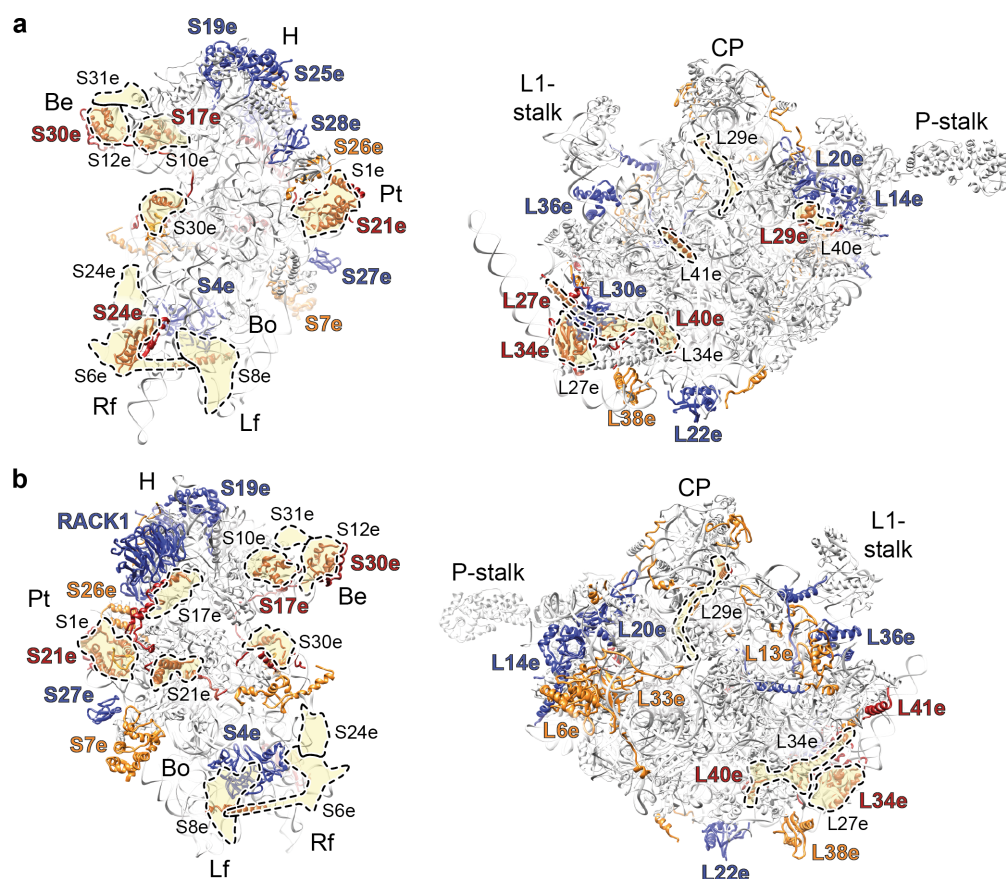 a
S19e
H
S25e
S31e
Be
S30e
S12e
S17e
S10e
S28e
S26e
S1e
Pt
S21e
S30e
S27e
S24e
S4e
S24e
Bo
S7e
S6e
S8e
Rf
Lf
CP
L1-
stalk
P-stalk
L29e
L20e
L36e
L14e
L29e
L40e
L41e
L27e
L30e
L40e
L34e
L34e
L27e
L38e
L22e
b
H
S19e
RACK1
S31e
S12e
S10e
S30e
S26e
Pt
S17e
Be
S1e
S17e
S30e
S21e
S21e
S27e
S7e
S4e
S24e
Bo
S8e
S6e
Rf
Lf
CP
L1-
stalk
P-stalk
L29e
L20e
L36e
L14e
L13e
L33e
L6e
L41e
L34e
L40e
L34e
L27e
L38e
L22e